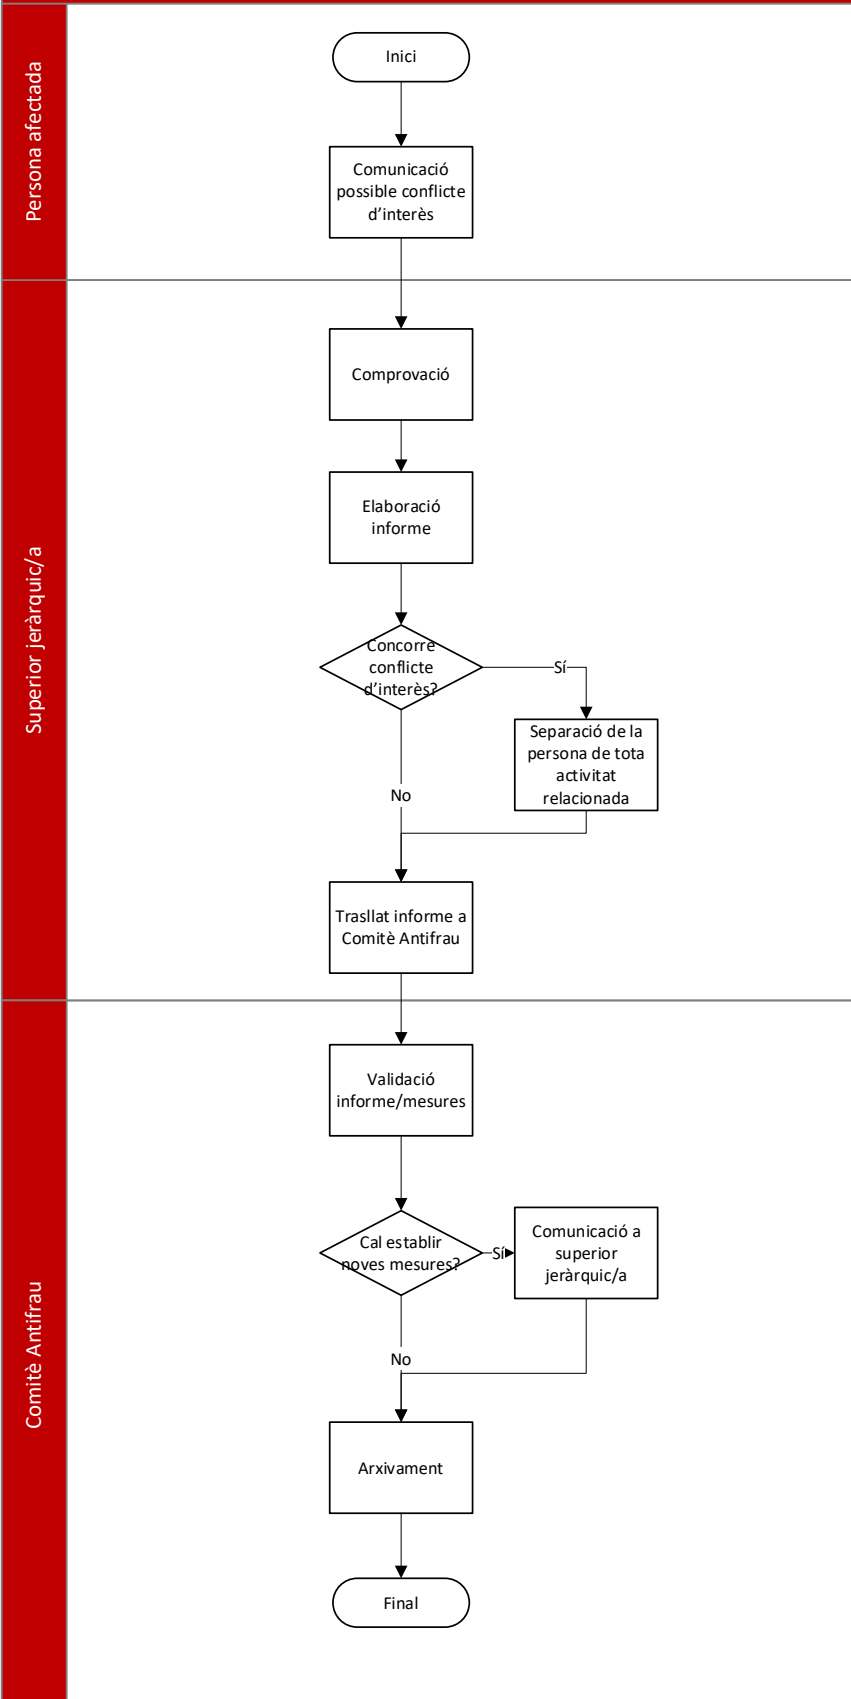 Persona afectada
Inici
Comunicació
possible conflicte
d’interès
Superior jeràrquic/a
Comprovació
Elaboració
informe
Concorre
conflicte
d’interès?
Sí
Separació de la
persona de tota
activitat
relacionada
No
Trasllat informe a
Comitè Antifrau
Comitè Antifrau
Validació
informe/mesures
Cal establir
noves mesures?
Sí
Comunicació a
superior
jeràrquic/a
No
Arxivament
Final